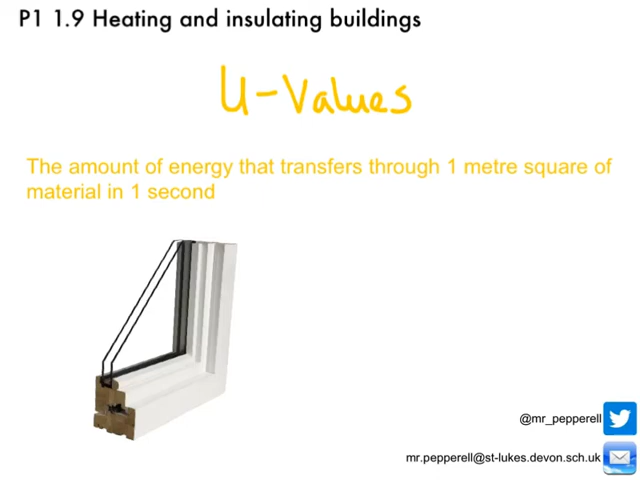 P1 1.9 Heating and insulating buildings
U-Values
The amount of energy that transfers through 1 metre square of
material in 1 second
@mr_pepperell
mr.pepperell@st-lukes.devon.sch.uk